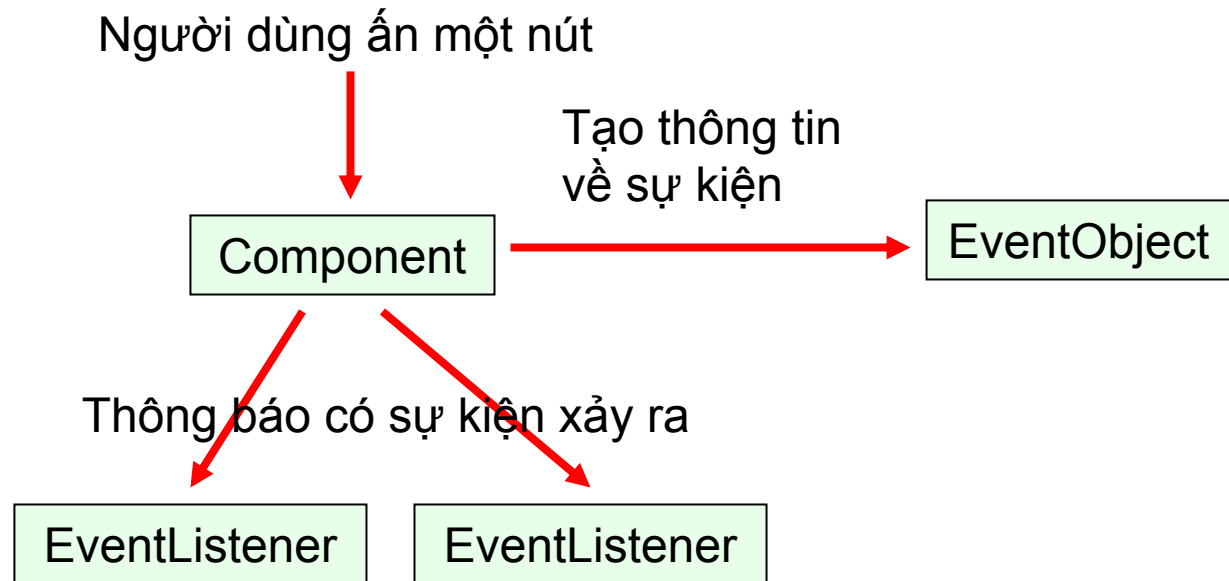 Người dùng ấn một nút
Tạo thông tin
về sự kiện
Component
EventObject
Thông báo có sự kiện xảy ra
EventListener
EventListener